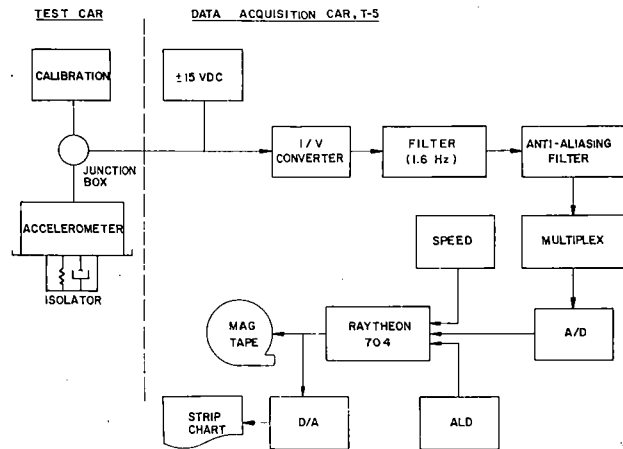 TEST CAR
DATA ACQUISITION CAR, T-5
CALIBRATION
±15 VDC
JUNCTION
BOX
I/V
CONVERTER
FILTER
(1.6 Hz)
ANTI-ALIASING
FILTER
ACCELEROMETER
ISOLATOR
SPEED
MULTIPLEX
MAG
TAPE
RAYTHEON
704
A/D
STRIP
CHART
D/A
ALD